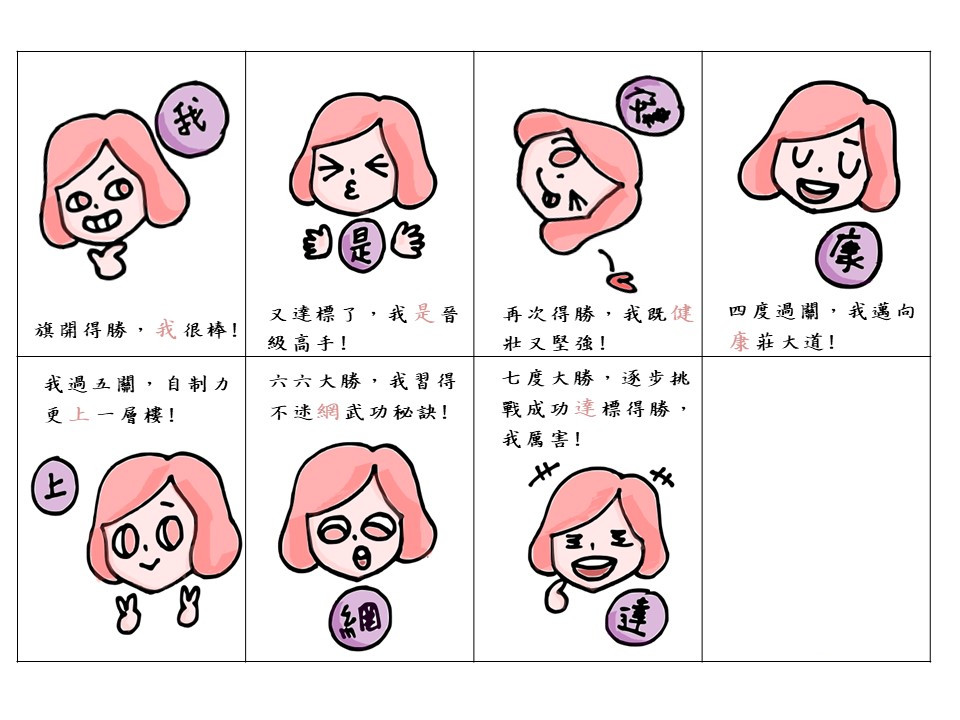 我
旗開得勝，我很棒!
是
又達標了，我是晉
級高手!
健
再次得勝，我既健
壯又堅強!
康
四度過關，我邁向
康莊大道!
我過五關，自制力
更上一層樓!
上
六六大勝，我習得
不迷網武功秘訣!
網
七度大勝，逐步挑
戰成功達標得勝，
我厲害!
達